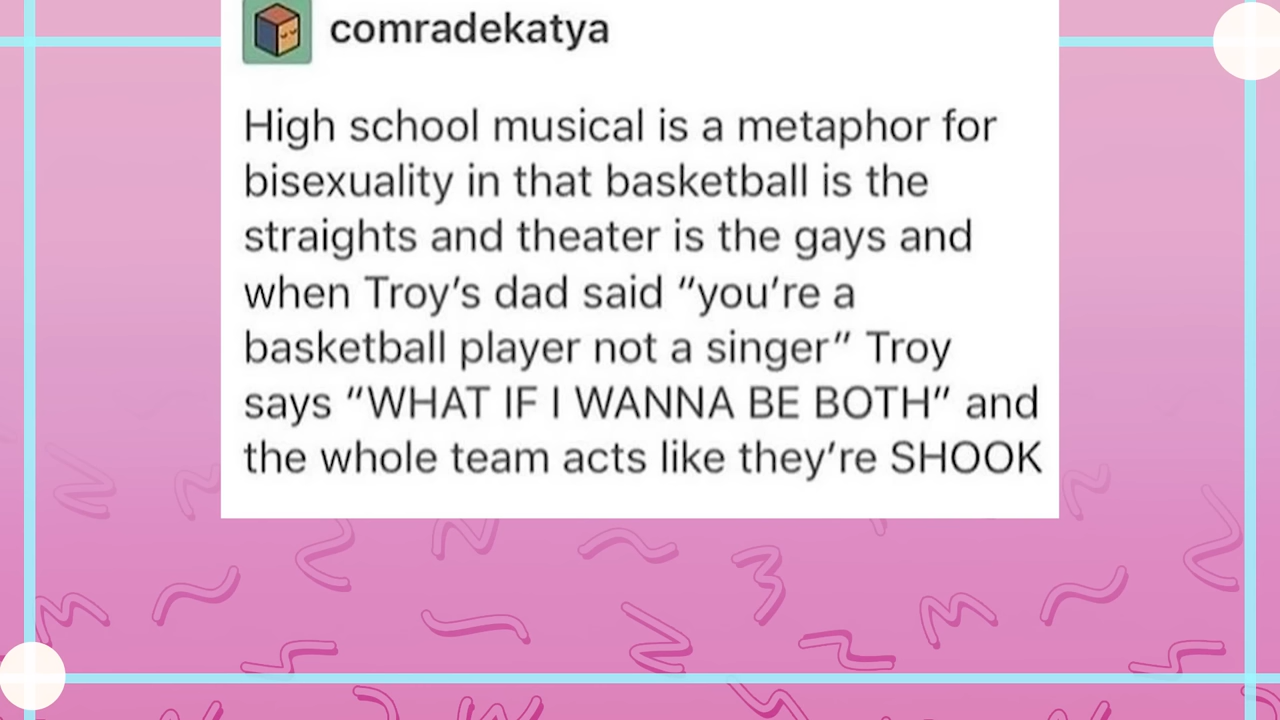 comradekatya
High school musical is a metaphor for
bisexuality in that basketball is the
straights and theater is the gays and
when Troy’s dad said “you’re a
basketball player not a singer” Troy
says “WHAT IF I WANNA BE BOTH” and
the whole team acts like they’re SHOOK